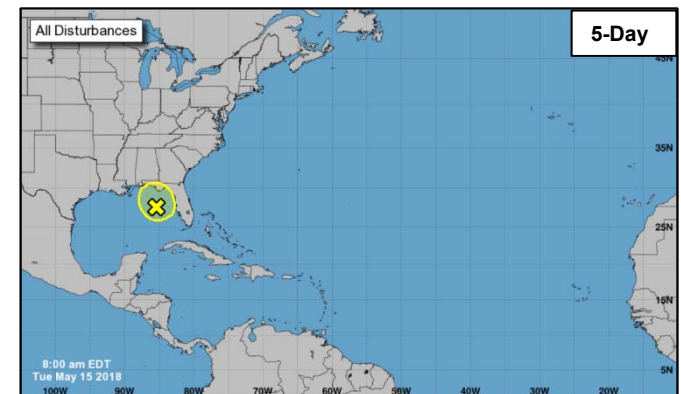 All Disturbances
5-Day
45N
35N
25N
15N
5N
8:00 am EDT
Tue May 15 2018
100W 90W 80W 70W 60W 50W 40W 30W 20W